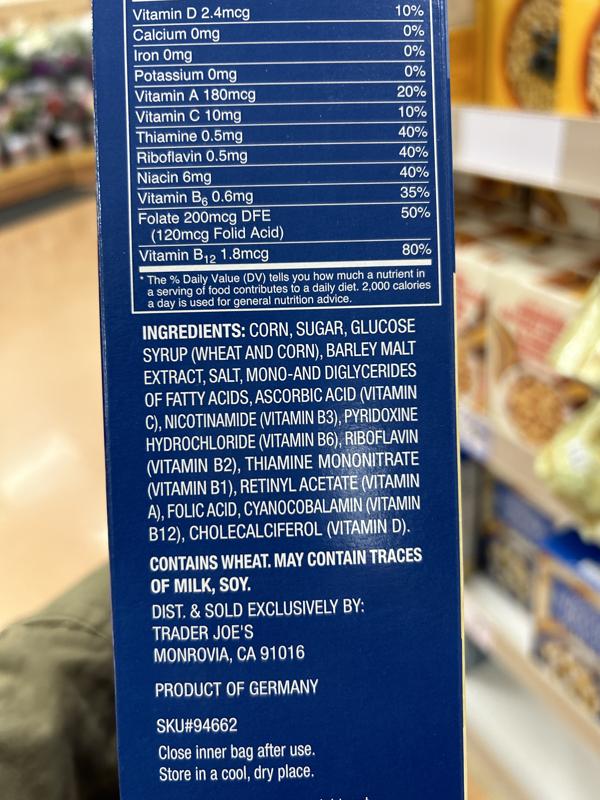 Vitamin D 2.4mcg 10%
Calcium 0mg 0%
Iron 0mg 0%
Potassium 0mg 0%
Vitamin A 180mcg 20%
Vitamin C 10mg 10%
Thiamine 0.5mg 40%
Riboflavin 0.5mg 40%
Niacin 6mg 40%
Vitamin B6 0.6mg 35%
Folate 200mcg DFE 50%
(120mcg Folid Acid)
Vitamin B12 1.8mcg 80%
* The % Daily Value (DV) tells you how much a nutrient in
a serving of food contributes to a daily diet. 2,000 calories
a day is used for general nutrition advice.
INGREDIENTS: CORN, SUGAR, GLUCOSE
SYRUP (WHEAT AND CORN), BARLEY MALT
EXTRACT, SALT, MONO-AND DIGLYCERIDES
OF FATTY ACIDS, ASCORBIC ACID (VITAMIN
C), NICOTINAMIDE (VITAMIN B3), PYRIDOXINE
HYDROCHLORIDE (VITAMIN B6), RIBOFLAVIN
(VITAMIN B2), THIAMINE MONONITRATE
(VITAMIN B1), RETINYL ACETATE (VITAMIN
A), FOLIC ACID, CYANOCOBALAMIN (VITAMIN
B12), CHOLECALCIFEROL (VITAMIN D).
CONTAINS WHEAT. MAY CONTAIN TRACES
OF MILK, SOY.
DIST. & SOLD EXCLUSIVELY BY:
TRADER JOE'S
MONROVIA, CA 91016
PRODUCT OF GERMANY
SKU#94662
Close inner bag after use.
Store in a cool, dry place.